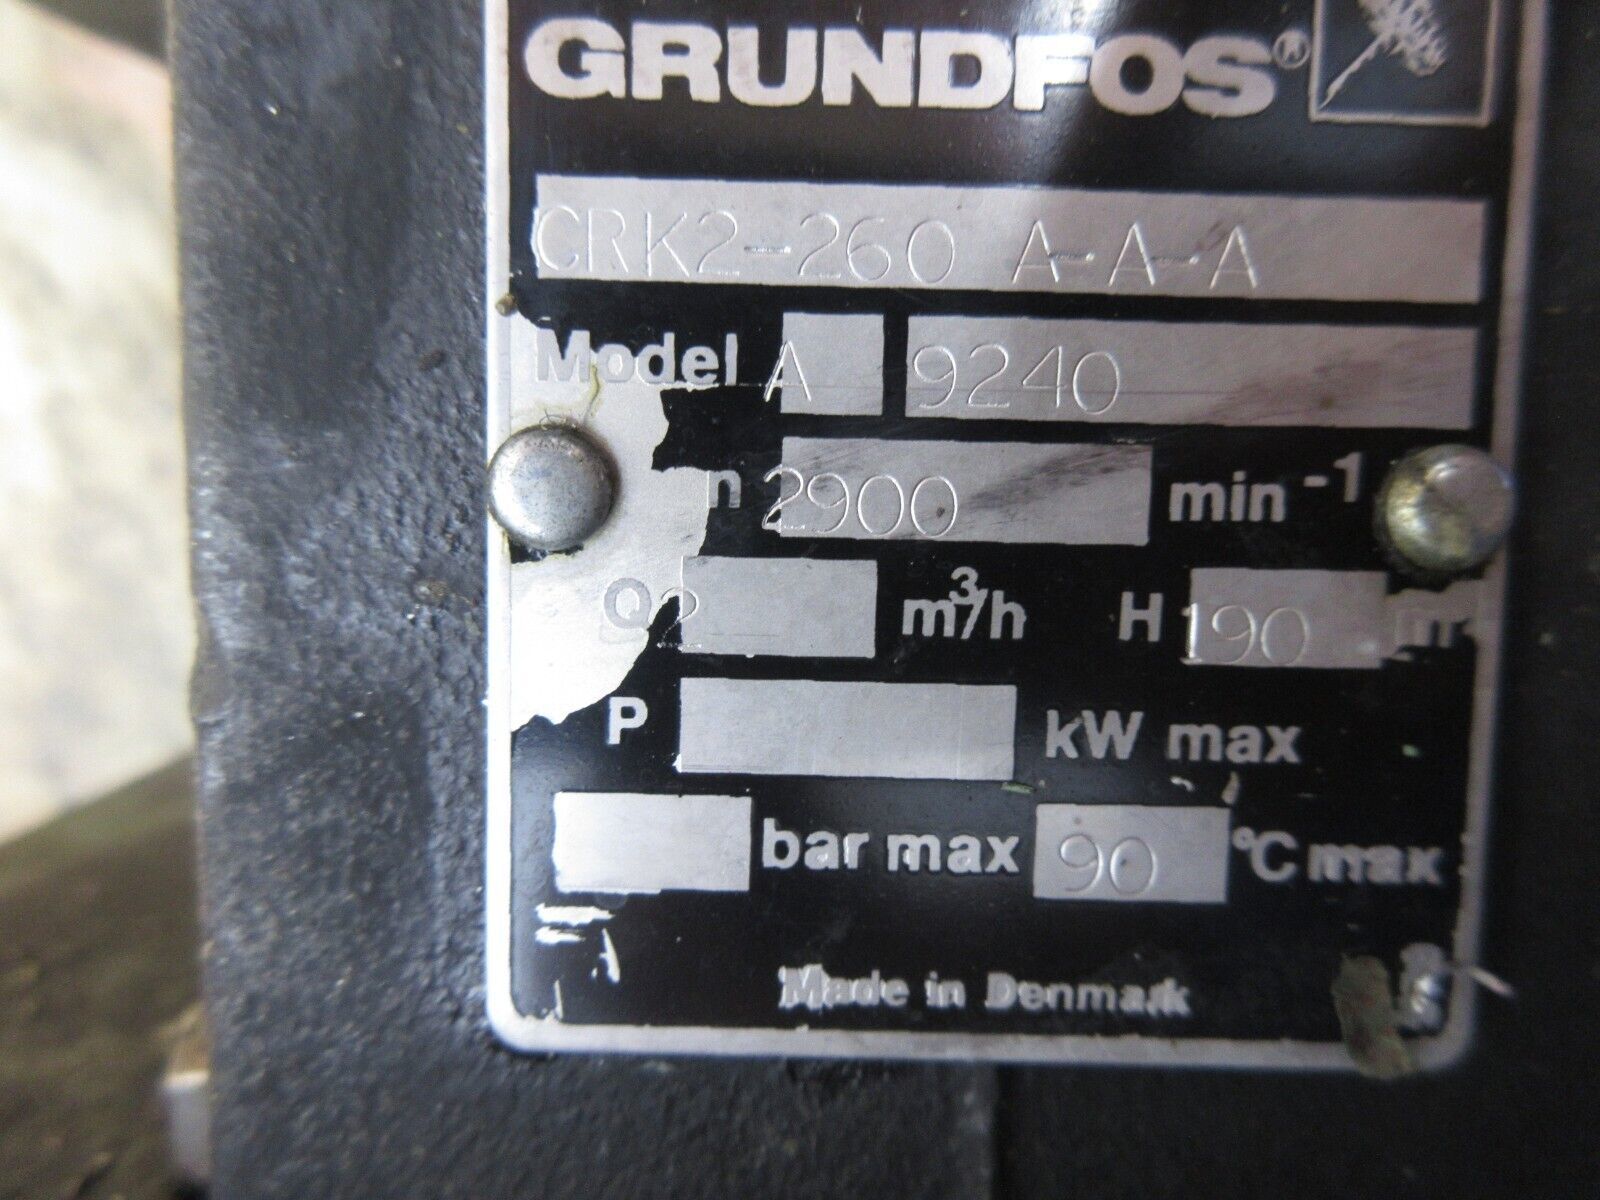 GRUNDFOS®
CRK2-260 A-A-A
Model A 9240
n 2900 min-1
Q 2 m3/h H 190 m
P kW max
bar max 90 °C max
Made in Denmark